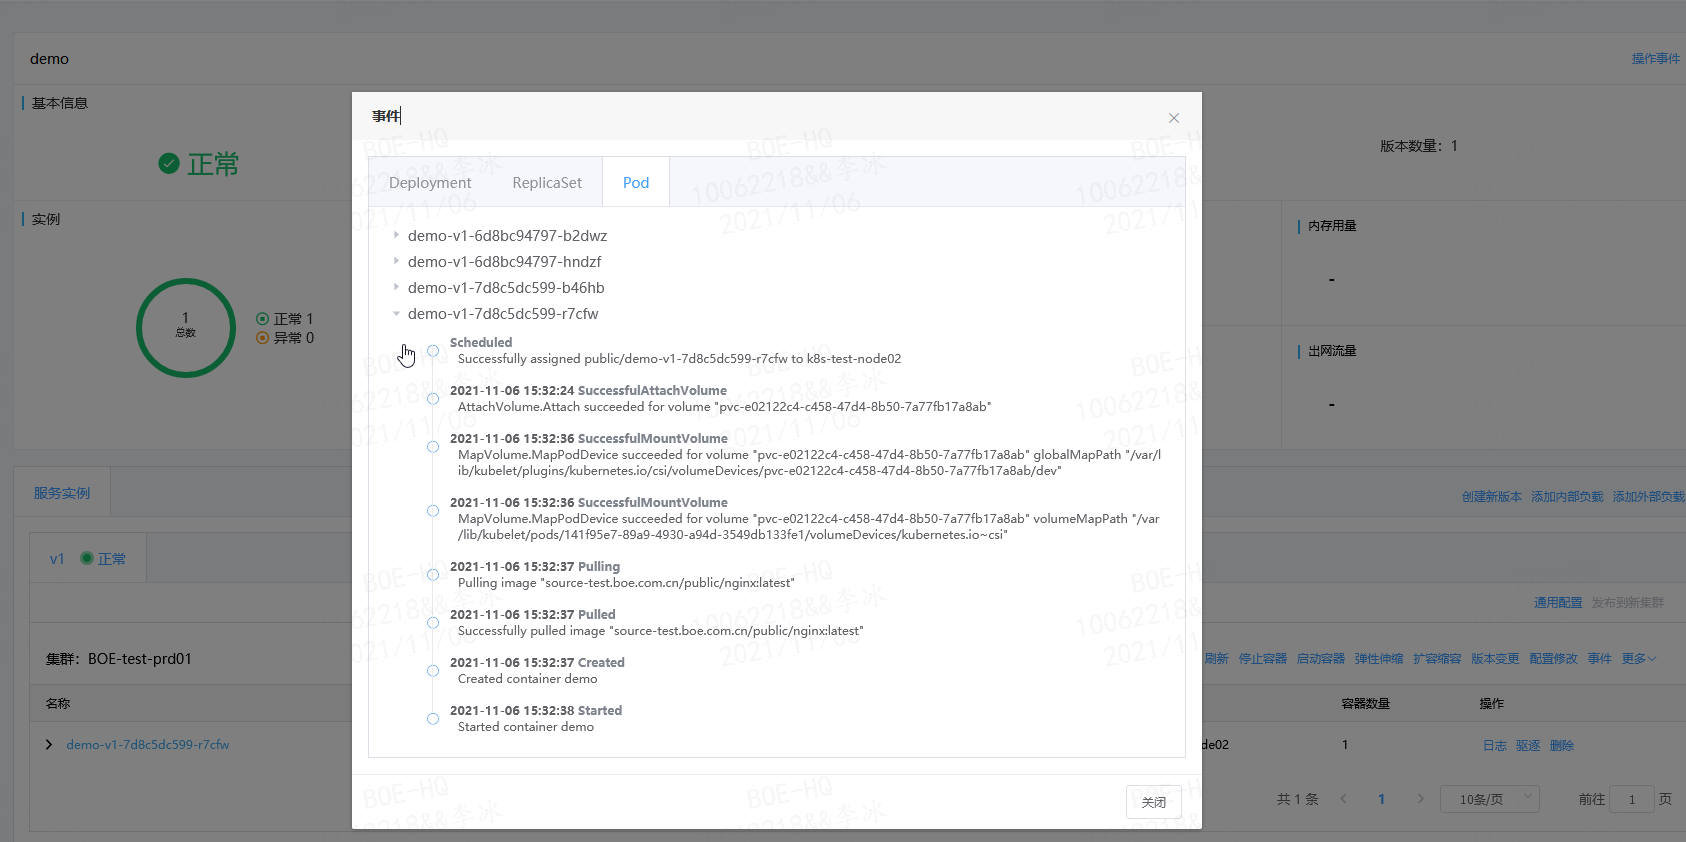 demo
操作事件
基本信息
正常
版本数量：1
实例
1
总数
正常 1
异常 0
内存用量
-
出网流量
-
服务实例
创建新版本 添加内部负载 添加外部负载
v1 正常
通用配置 发布到新集群
集群：BOE-test-prd01
刷新 停止容器 启动容器 弹性伸缩 扩容缩容 版本变更 配置修改 事件 更多
名称 容器数量 操作
demo-v1-7d8c5dc599-r7cfw de02 1 日志 驱逐 删除
共 1 条 1 10条/页 前往 1 页
事件
Deployment ReplicaSet Pod
demo-v1-6d8bc94797-b2dwz
demo-v1-6d8bc94797-hndzf
demo-v1-7d8c5dc599-b46hb
demo-v1-7d8c5dc599-r7cfw
Scheduled
Successfully assigned public/demo-v1-7d8c5dc599-r7cfw to k8s-test-node02
2021-11-06 15:32:24 SuccessfulAttachVolume
AttachVolume.Attach succeeded for volume "pvc-e02122c4-c458-47d4-8b50-7a77fb17a8ab"
2021-11-06 15:32:36 SuccessfulMountVolume
MapVolume.MapPodDevice succeeded for volume "pvc-e02122c4-c458-47d4-8b50-7a77fb17a8ab" globalMapPath "/var/l
ib/kubelet/plugins/kubernetes.io/csi/volumeDevices/pvc-e02122c4-c458-47d4-8b50-7a77fb17a8ab/dev"
2021-11-06 15:32:36 SuccessfulMountVolume
MapVolume.MapPodDevice succeeded for volume "pvc-e02122c4-c458-47d4-8b50-7a77fb17a8ab" volumeMapPath "/var
/lib/kubelet/pods/141f95e7-89a9-4930-a94d-3549db133fe1/volumeDevices/kubernetes.io~csi"
2021-11-06 15:32:37 Pulling
Pulling image "source-test.boe.com.cn/public/nginx:latest"
2021-11-06 15:32:37 Pulled
Successfully pulled image "source-test.boe.com.cn/public/nginx:latest"
2021-11-06 15:32:37 Created
Created container demo
2021-11-06 15:32:38 Started
Started container demo
关闭
BOE-HQ
10062218&&李冰
2021/11/06